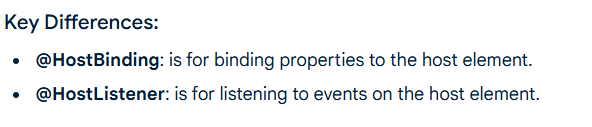 Key Differences:
• @HostBinding: is for binding properties to the host element.
• @HostListener: is for listening to events on the host element.